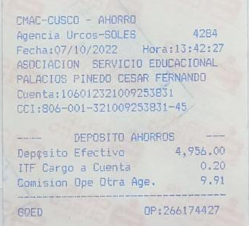 CMAC-CUSCO - AHORRO
Agencia Urcos-SOLES 4284
Fecha:07/10/2022 Hora:13:42:27
ASOCIACION SERVICIO EDUCACIONAL
PALACIOS PINEDO CESAR FERNANDO
Cuenta:106012321009253831
CCI:806-001-321009253831-45
DEPOSITO AHORROS
Deposito Efectivo 4,956.00
ITF Cargo a Cuenta 0.20
Comision Ope Otra Age. 9.91
GOED OP:266174427